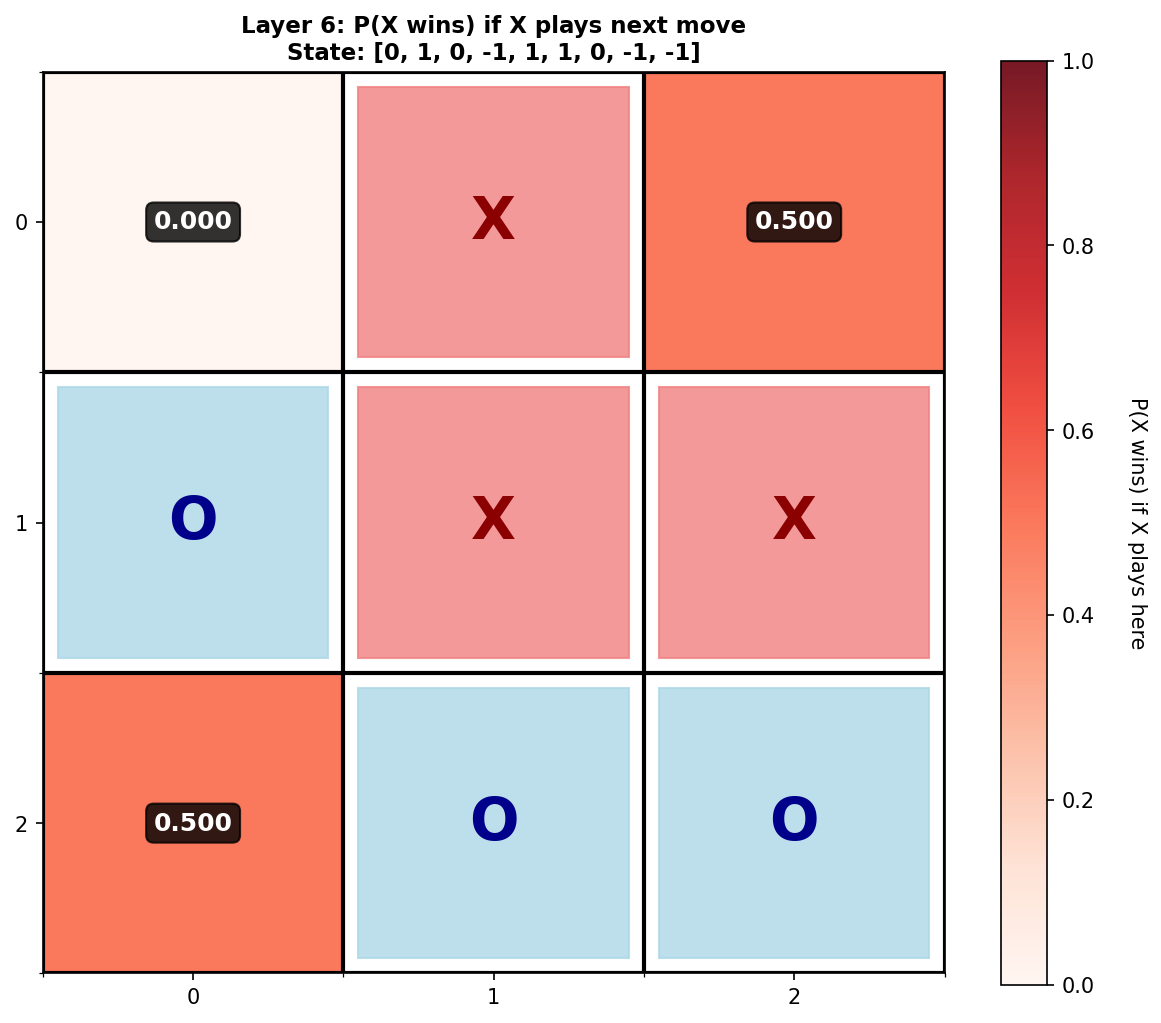 Layer 6: P(X wins) if X plays next move
State: [0, 1, 0, -1, 1, 1, 0, -1, -1]
0
0.000
X
0.500
1
O
X
X
2
0.500
O
O
0
1
2
1.0
0.8
0.6
0.4
0.2
0.0
P(X wins) if X plays here